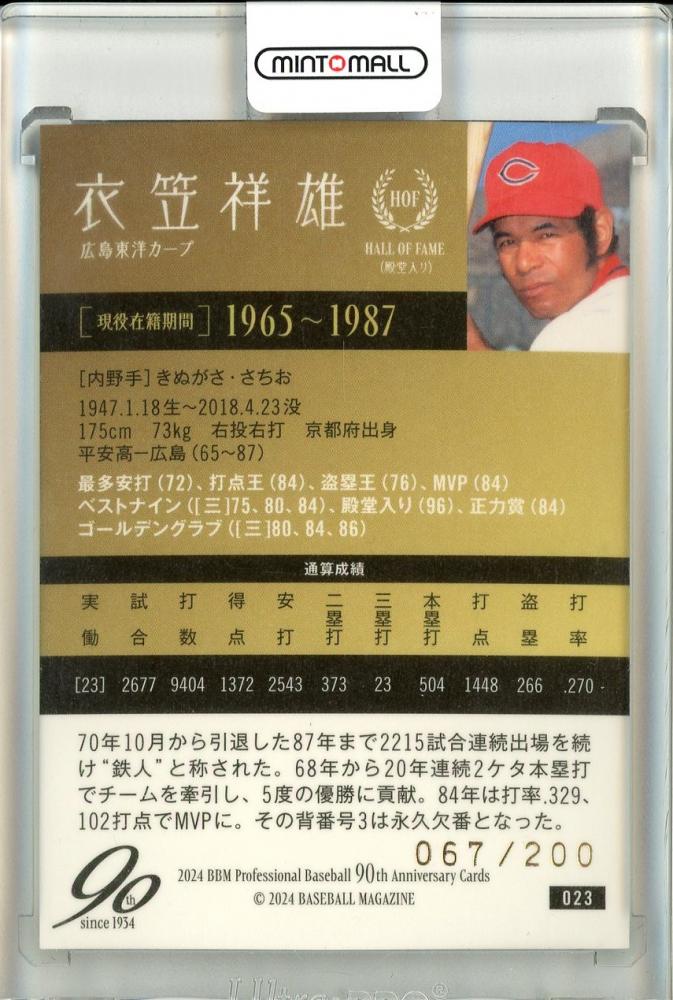 MINTOMALL
衣笠祥雄
広島東洋カープ
HOF
HALL OF FAME
(殿堂入り)
[現役在籍期間] 1965～1987
[内野手] きぬがさ・さちお
1947.1.18生～2018.4.23没
175cm 73kg 右投右打 京都府出身
平安高－広島(65～87)
最多安打(72)、打点王(84)、盗塁王(76)、MVP(84)
ベストナイン([三]75、80、84)、殿堂入り(96)、正力賞(84)
ゴールデングラブ([三]80、84、86)
通算成績
実働 試合 打数 得点 安打 二塁打 三塁打 本塁打 打点 盗塁 打率
[23] 2677 9404 1372 2543 373 23 504 1448 266 .270
70年10月から引退した87年まで2215試合連続出場を続
け“鉄人”と称された。68年から20年連続2ケタ本塁打
でチームを牽引し、5度の優勝に貢献。84年は打率.329、
102打点でMVPに。その背番号3は永久欠番となった。
067/200
90th
since 1934
2024 BBM Professional Baseball 90th Anniversary Cards
© 2024 BASEBALL MAGAZINE
023
Ultra PRO®